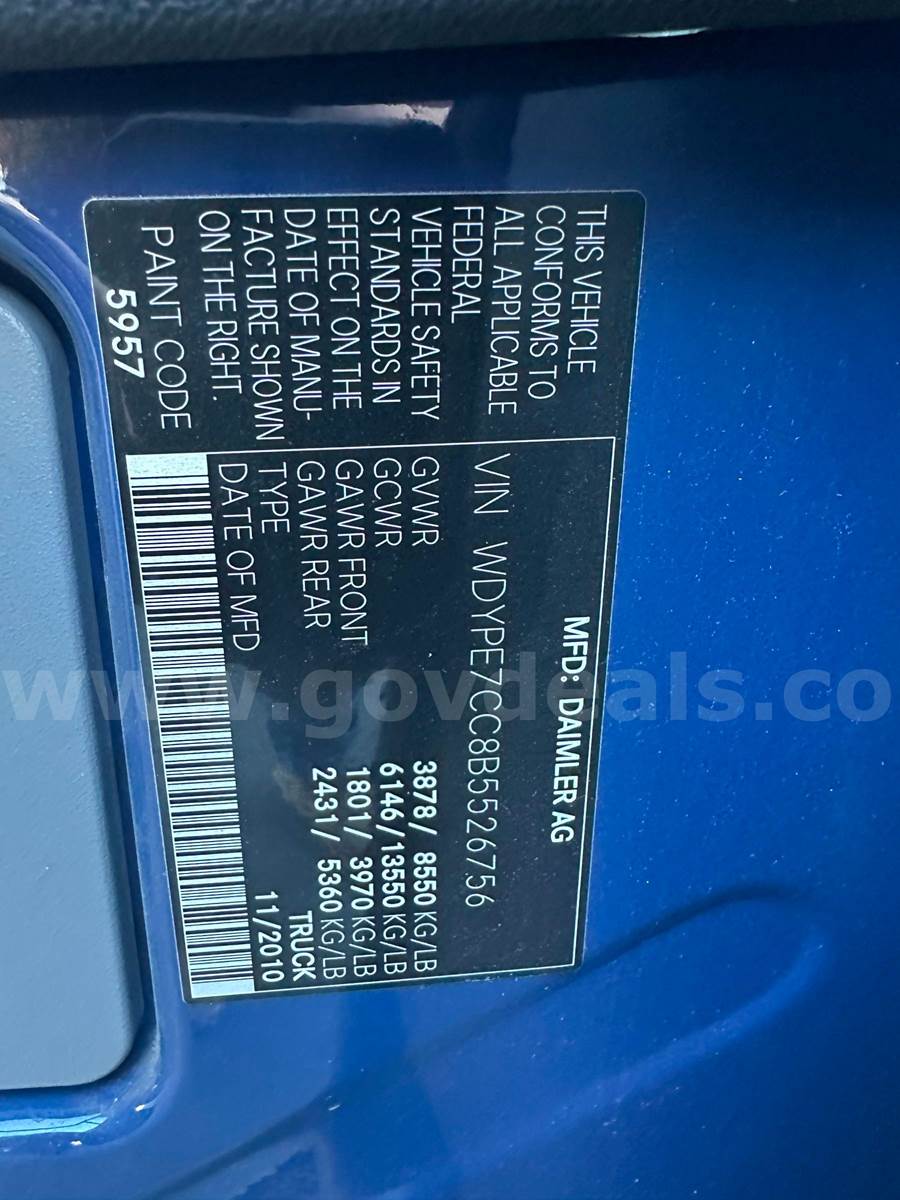 MFD: DAIMLER AG
THIS VEHICLE
CONFORMS TO
ALL APPLICABLE
FEDERAL
VEHICLE SAFETY
STANDARDS IN
EFFECT ON THE
DATE OF MANU-
FACTURE SHOWN
ON THE RIGHT.
PAINT CODE
5957
VIN WDYPE7CC8B5526756
GVWR 3878/ 8550 KG/LB
GCWR 6146/13550 KG/LB
GAWR FRONT 1801/ 3970 KG/LB
GAWR REAR 2431/ 5360 KG/LB
TYPE TRUCK
DATE OF MFD 11/2010
www.govdeals.co